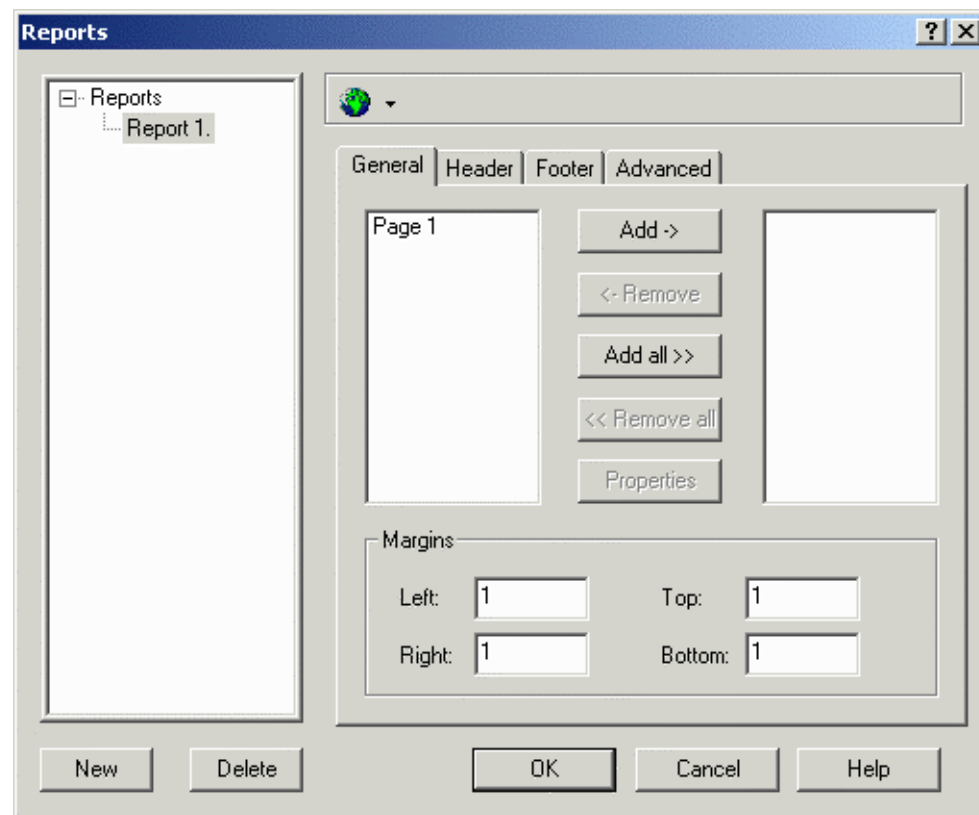 Reports
Reports
Report 1.
General Header Footer Advanced
Page 1
Add ->
<- Remove
Add all >>
<< Remove all
Properties
Margins
Left: 1 Top: 1
Right: 1 Bottom: 1
New Delete OK Cancel Help